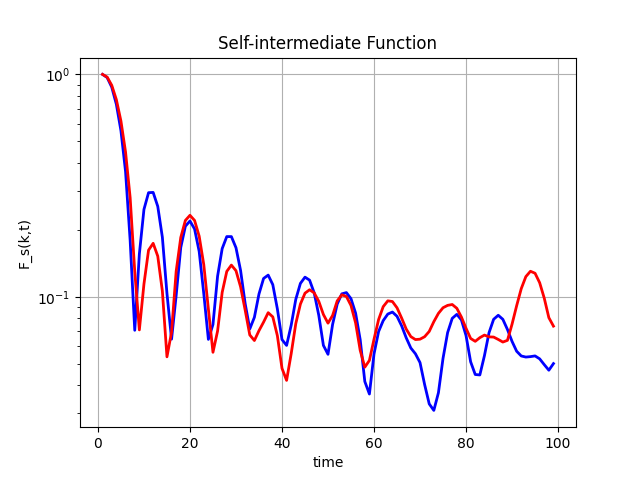 Self-intermediate Function
10⁰
10⁻¹
F_s(k,t)
0 20 40 60 80 100
time